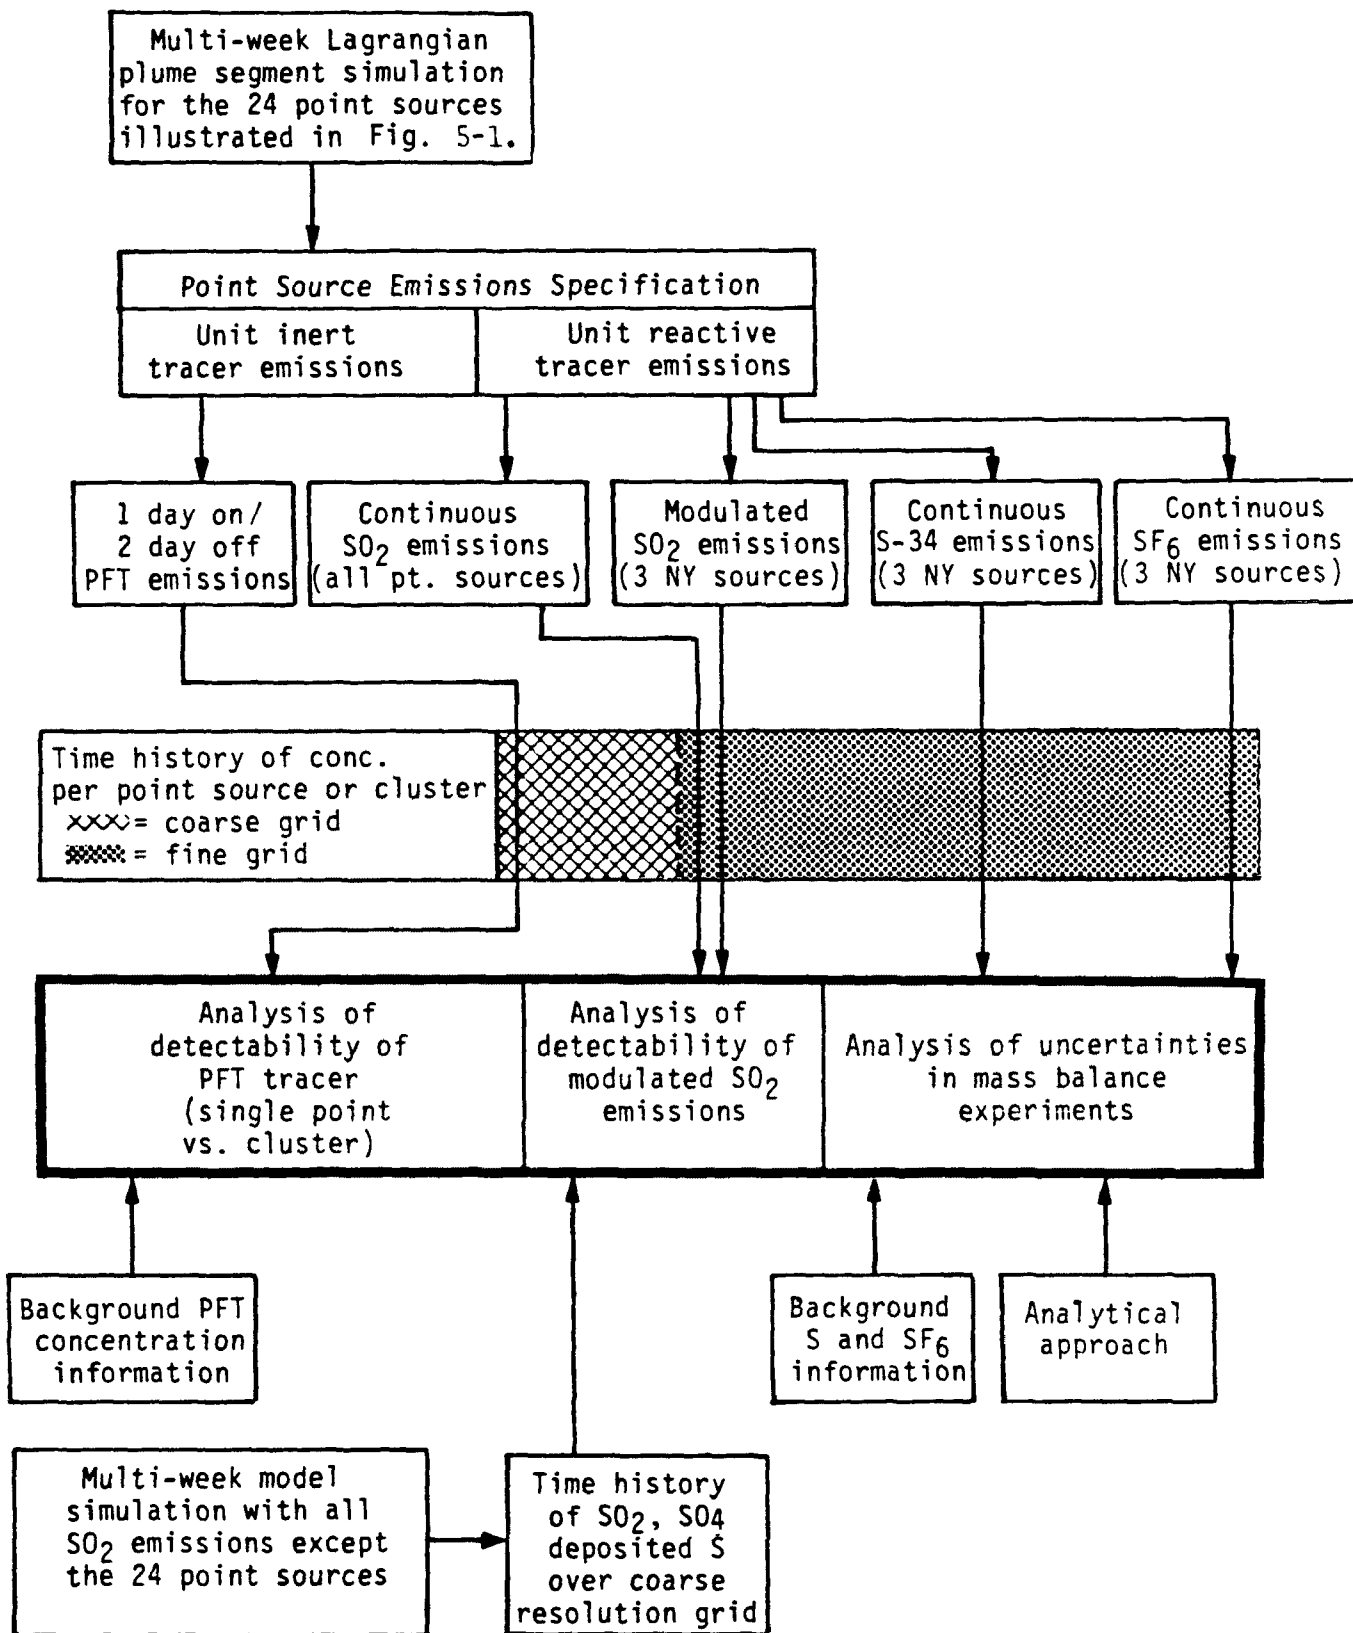 Multi-week Lagrangian
plume segment simulation
for the 24 point sources
illustrated in Fig. 5-1.
Point Source Emissions Specification
Unit inert
tracer emissions
Unit reactive
tracer emissions
1 day on/
2 day off
PFT emissions
Continuous
SO2 emissions
(all pt. sources)
Modulated
SO2 emissions
(3 NY sources)
Continuous
S-34 emissions
(3 NY sources)
Continuous
SF6 emissions
(3 NY sources)
Time history of conc.
per point source or cluster
= coarse grid
= fine grid
Analysis of
detectability of
PFT tracer
(single point
vs. cluster)
Analysis of
detectability of
modulated SO2
emissions
Analysis of uncertainties
in mass balance
experiments
Background PFT
concentration
information
Background
S and SF6
information
Analytical
approach
Multi-week model
simulation with all
SO2 emissions except
the 24 point sources
Time history
of SO2, SO4
deposited S
over coarse
resolution grid